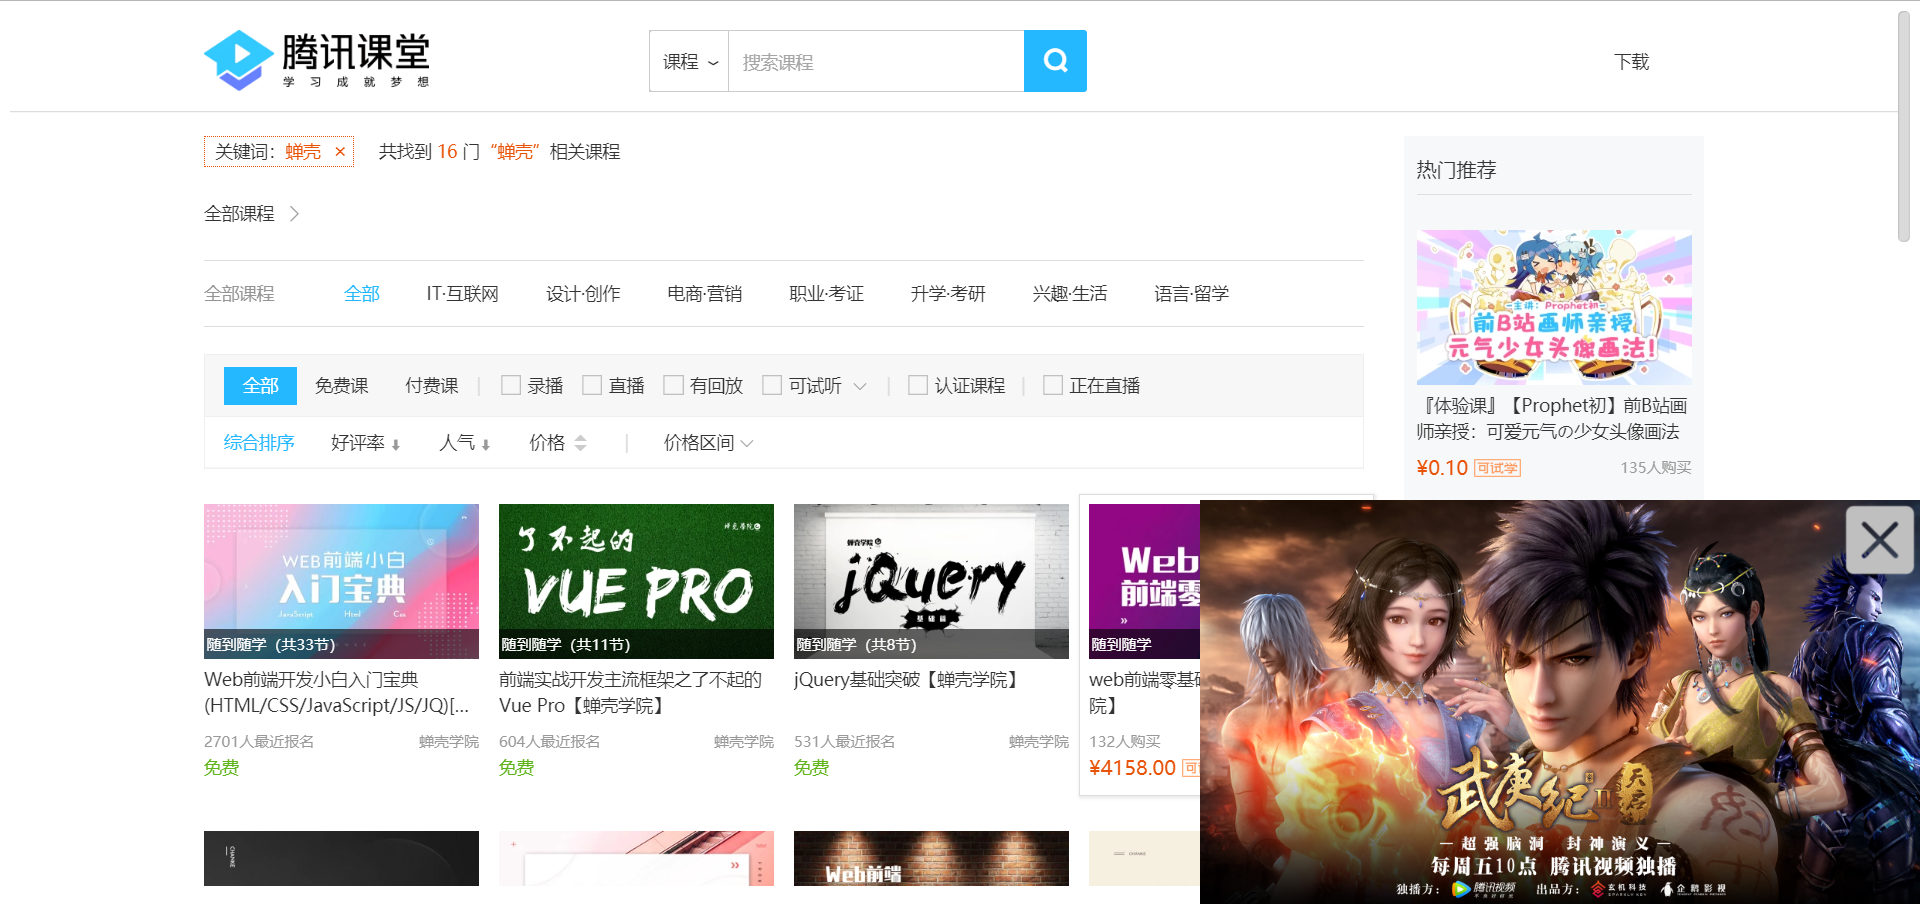 腾讯课堂
学习成就梦想
课程
搜索课程
下载
关键词：蝉壳 ×
共找到 16 门 “蝉壳” 相关课程
全部课程
全部课程 全部 IT·互联网 设计·创作 电商·营销 职业·考证 升学·考研 兴趣·生活 语言·留学
全部 免费课 付费课 录播 直播 有回放 可试听 认证课程 正在直播
综合排序 好评率 人气 价格 价格区间
热门推荐
主讲：Prophet初
前B站画师亲授
元气少女头像画法!
『体验课』【Prophet初】前B站画
师亲授：可爱元气の少女头像画法
¥0.10 可试学 135人购买
WEB前端小白
入门宝典
JavaScript Html Css
随到随学（共33节）
Web前端开发小白入门宝典
(HTML/CSS/JavaScript/JS/JQ)[...
2701人最近报名 蝉壳学院
免费
蝉壳学院
了不起的
VUE PRO
随到随学（共11节）
前端实战开发主流框架之了不起的
Vue Pro【蝉壳学院】
604人最近报名 蝉壳学院
免费
蝉壳学院
jQuery
基础篇
随到随学（共8节）
jQuery基础突破【蝉壳学院】
531人最近报名 蝉壳学院
免费
Web
前端零
随到随学
web前端零基础
院】
132人购买
¥4158.00 可
CHANKE
Web前端
CHANKE
武庚纪II
超强脑洞 封神演义
每周五10点 腾讯视频独播
独播方： 腾讯视频 出品方： 玄机科技 企鹅影视